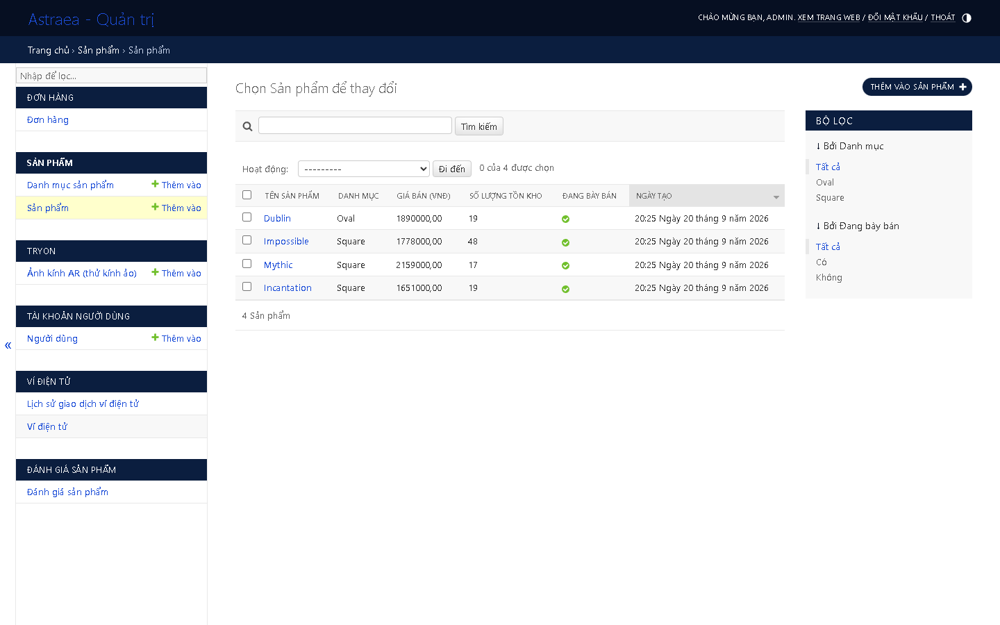 Astraea - Quản trị
CHÀO MỪNG BẠN, ADMIN. XEM TRANG WEB / ĐỔI MẬT KHẨU / THOÁT
Trang chủ › Sản phẩm › Sản phẩm
Nhập để lọc...
ĐƠN HÀNG
Đơn hàng
SẢN PHẨM
Danh mục sản phẩm Thêm vào
Sản phẩm Thêm vào
TRYON
Ảnh kính AR (thử kính ảo) Thêm vào
TÀI KHOẢN NGƯỜI DÙNG
Người dùng Thêm vào
VÍ ĐIỆN TỬ
Lịch sử giao dịch ví điện tử
Ví điện tử
ĐÁNH GIÁ SẢN PHẨM
Đánh giá sản phẩm
«
Chọn Sản phẩm để thay đổi
THÊM VÀO SẢN PHẨM
Tìm kiếm
Hoạt động: --------- Đi đến 0 của 4 được chọn
TÊN SẢN PHẨM DANH MỤC GIÁ BÁN (VNĐ) SỐ LƯỢNG TỒN KHO ĐANG BÀY BÁN NGÀY TẠO
Dublin Oval 1890000,00 19 20:25 Ngày 20 tháng 9 năm 2026
Impossible Square 1778000,00 48 20:25 Ngày 20 tháng 9 năm 2026
Mythic Square 2159000,00 17 20:25 Ngày 20 tháng 9 năm 2026
Incantation Square 1651000,00 19 20:25 Ngày 20 tháng 9 năm 2026
4 Sản phẩm
BỘ LỌC
↓ Bởi Danh mục
Tất cả
Oval
Square
↓ Bởi Đang bày bán
Tất cả
Có
Không